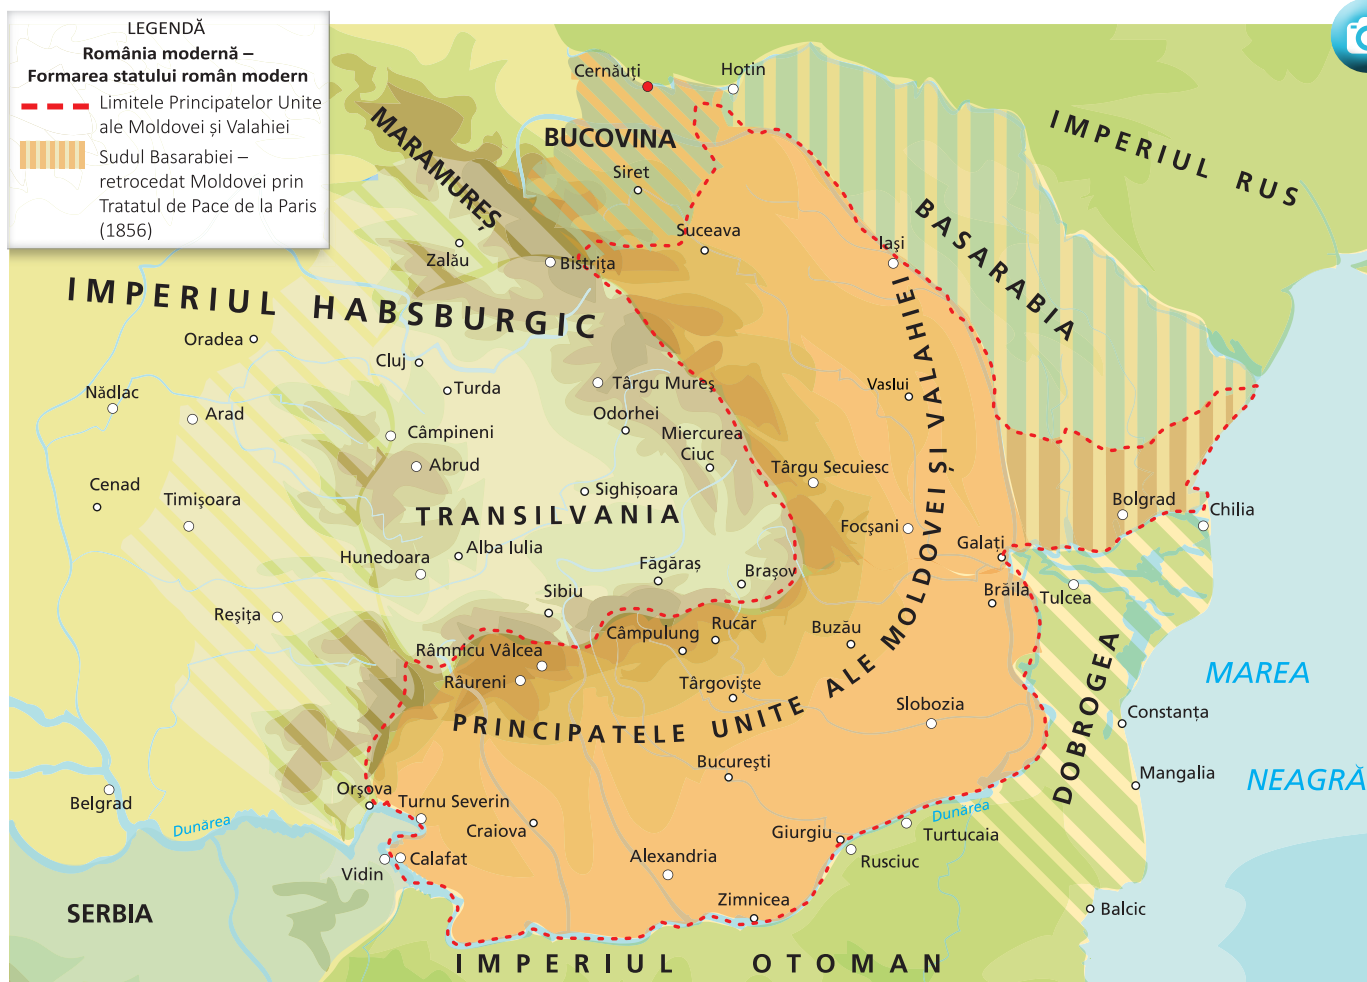 LEGENDĂ
România modernă –
Formarea statului român modern
Limitele Principatelor Unite
ale Moldovei și Valahiei
Sudul Basarabiei –
retrocedat Moldovei prin
Tratatul de Pace de la Paris
(1856)
Cernăuți
Hotin
IMPERIUL RUS
MARAMUREȘ
BUCOVINA
Siret
Suceava
BASARABIA
Iași
Zalău
Bistrița
IMPERIUL HABSBURGIC
Oradea
Cluj
Turda
Târgu Mureș
Nădlac
Arad
Vaslui
Odorhei
Câmpineni
Miercurea
Ciuc
Abrud
Târgu Secuiesc
Cenad
Timișoara
Sighișoara
Bolgrad
Chilia
TRANSILVANIA
Focșani
Galați
Alba Iulia
Hunedoara
Făgăraș
Brașov
Brăila
Tulcea
Sibiu
Reșița
Câmpulung
Rucăr
Buzău
Râmnicu Vâlcea
Râureni
Târgoviște
MAREA
NEAGRĂ
PRINCIPATELE UNITE ALE MOLDOVEI ȘI VALAHIEI
Slobozia
Constanța
DOBROGEA
București
Mangalia
Orșova
Belgrad
Turnu Severin
Dunărea
Craiova
Giurgiu
Dunărea
Turtucaia
Rusciuc
Vidin
Calafat
Alexandria
Zimnicea
Balcic
SERBIA
IMPERIUL OTOMAN